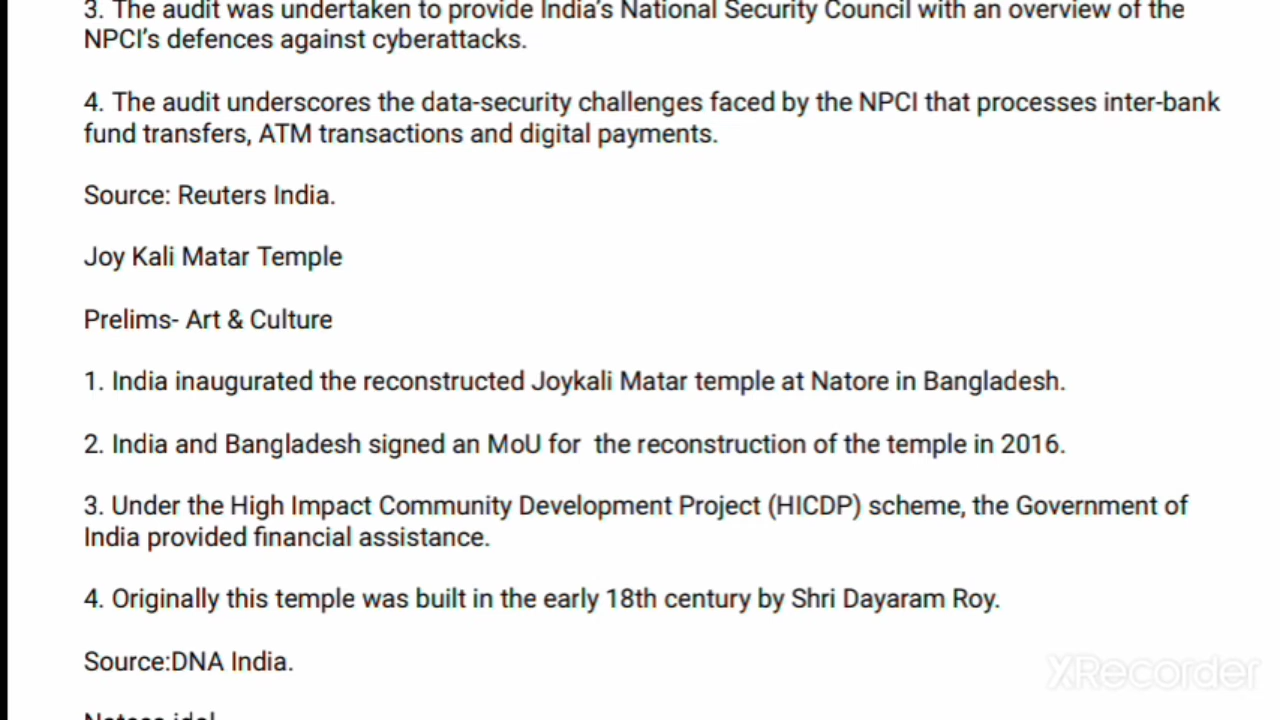 3. The audit was undertaken to provide India's National Security Council with an overview of the
NPCI's defences against cyberattacks.
4. The audit underscores the data-security challenges faced by the NPCI that processes inter-bank
fund transfers, ATM transactions and digital payments.
Source: Reuters India.
Joy Kali Matar Temple
Prelims- Art & Culture
1. India inaugurated the reconstructed Joykali Matar temple at Natore in Bangladesh.
2. India and Bangladesh signed an MoU for  the reconstruction of the temple in 2016.
3. Under the High Impact Community Development Project (HICDP) scheme, the Government of
India provided financial assistance.
4. Originally this temple was built in the early 18th century by Shri Dayaram Roy.
Source:DNA India.
XRecorder